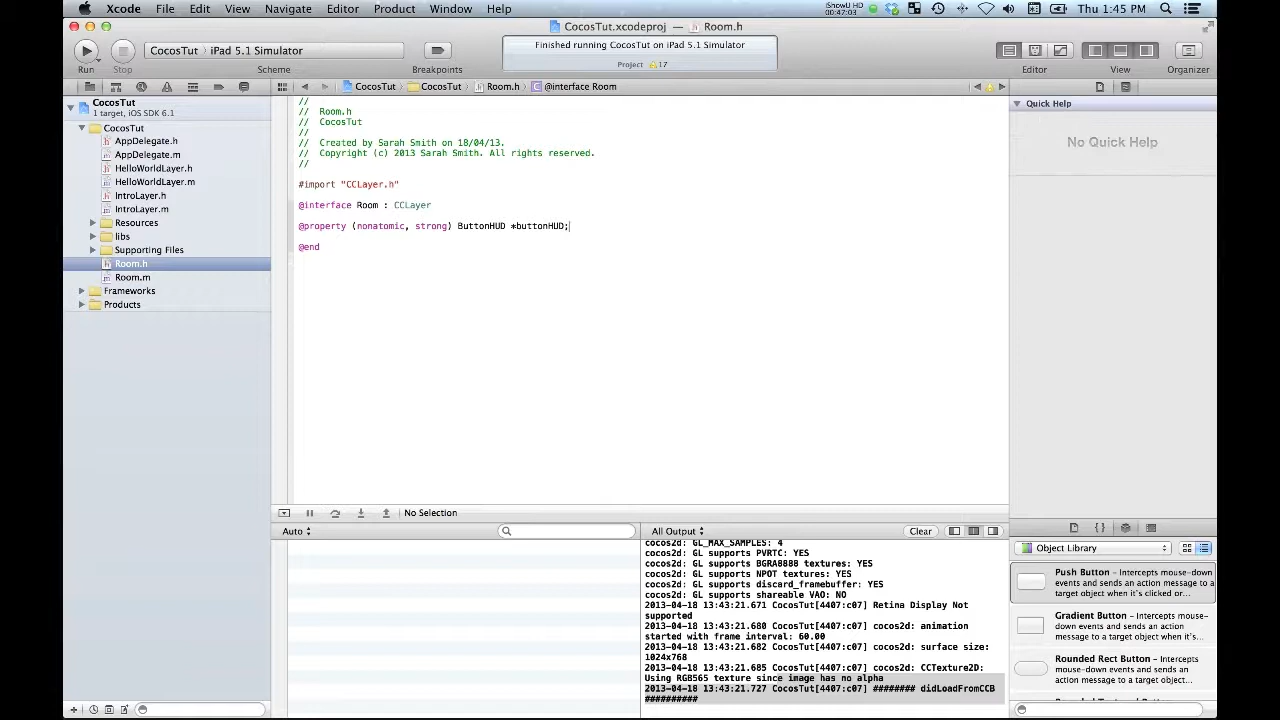 Xcode File Edit View Navigate Editor Product Window Help
iShowU HD
00:47:03
Thu 1:45 PM
CocosTut.xcodeproj — Room.h
CocosTut 〉 iPad 5.1 Simulator
Finished running CocosTut on iPad 5.1 Simulator
Project 17
Run Stop Scheme Breakpoints Editor View Organizer
CocosTut CocosTut Room.h @interface Room
CocosTut
1 target, iOS SDK 6.1
CocosTut
AppDelegate.h
AppDelegate.m
HelloWorldLayer.h
HelloWorldLayer.m
IntroLayer.h
IntroLayer.m
Resources
libs
Supporting Files
Room.h
Room.m
Frameworks
Products
//
// Room.h
// CocosTut
//
// Created by Sarah Smith on 18/04/13.
// Copyright (c) 2013 Sarah Smith. All rights reserved.
//
#import "CCLayer.h"
@interface Room : CCLayer
@property (nonatomic, strong) ButtonHUD *buttonHUD;
@end
Quick Help
No Quick Help
No Selection
Auto
All Output
Clear
cocos2d: GL_MAX_SAMPLES: 4
cocos2d: GL supports PVRTC: YES
cocos2d: GL supports BGRA8888 textures: YES
cocos2d: GL supports NPOT textures: YES
cocos2d: GL supports discard_framebuffer: YES
cocos2d: GL supports shareable VAO: NO
2013-04-18 13:43:21.671 CocosTut[4407:c07] Retina Display Not
supported
2013-04-18 13:43:21.680 CocosTut[4407:c07] cocos2d: animation
started with frame interval: 60.00
2013-04-18 13:43:21.682 CocosTut[4407:c07] cocos2d: surface size:
1024x768
2013-04-18 13:43:21.685 CocosTut[4407:c07] cocos2d: CCTexture2D:
Using RGB565 texture since image has no alpha
2013-04-18 13:43:21.727 CocosTut[4407:c07] ######## didLoadFromCCB
##########
Object Library
Push Button – Intercepts mouse-down
events and sends an action message to a
target object when it's clicked or...
Gradient Button – Intercepts mouse-
down events and sends an action
message to a target object when it's...
Rounded Rect Button – Intercepts
mouse-down events and sends an
action message to a target object...